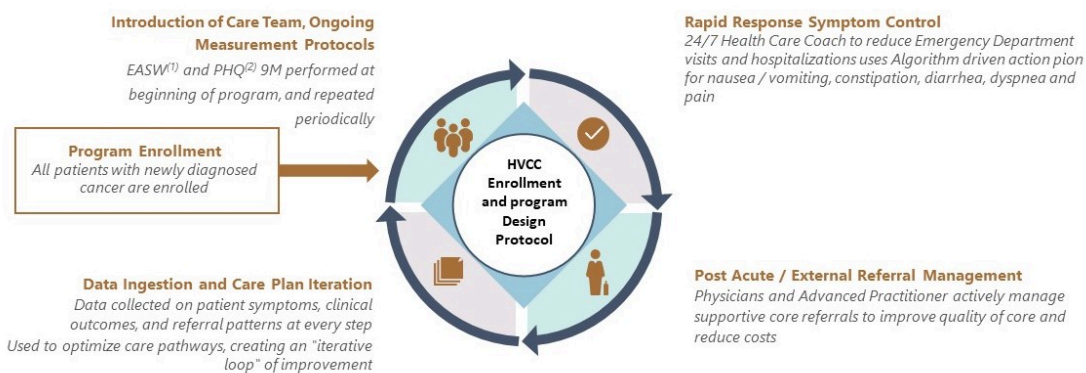 Introduction of Care Team, Ongoing
Measurement Protocols
EASW(1) and PHQ(2) 9M performed at
beginning of program, and repeated
periodically
Program Enrollment
All patients with newly diagnosed
cancer are enrolled
Data Ingestion and Care Plan Iteration
Data collected on patient symptoms, clinical
outcomes, and referral patterns at every step
Used to optimize care pathways, creating an "iterative
loop" of improvement
HVCC
Enrollment
and program
Design
Protocol
Rapid Response Symptom Control
24/7 Health Care Coach to reduce Emergency Department
visits and hospitalizations uses Algorithm driven action pion
for nausea / vomiting, constipation, diarrhea, dyspnea and
pain
Post Acute / External Referral Management
Physicians and Advanced Practitioner actively manage
supportive core referrals to improve quality of core and
reduce costs